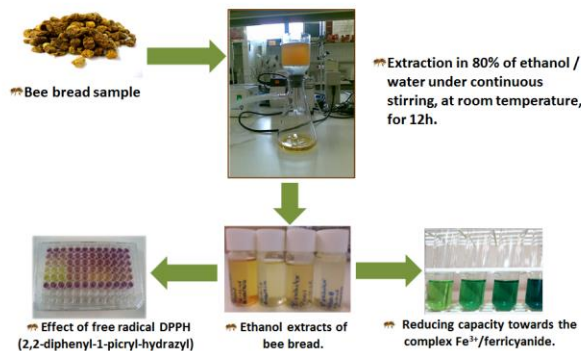 Bee bread sample
Extraction in 80% of ethanol /
water under continuous
stirring, at room temperature,
for 12h.
Effect of free radical DPPH
(2,2-diphenyl-1-picryl-hydrazyl)
Ethanol extracts of
bee bread.
Reducing capacity towards the
complex Fe³⁺/ferricyanide.